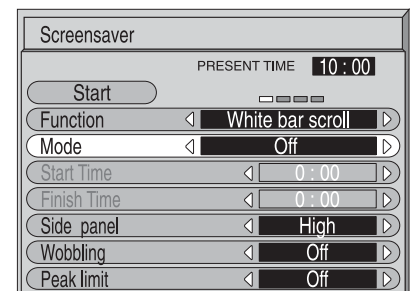 Screensaver
PRESENT TIME 10 : 00
Start
Function White bar scroll
Mode Off
Start Time 0 : 00
Finish Time 0 : 00
Side panel High
Wobbling Off
Peak limit Off